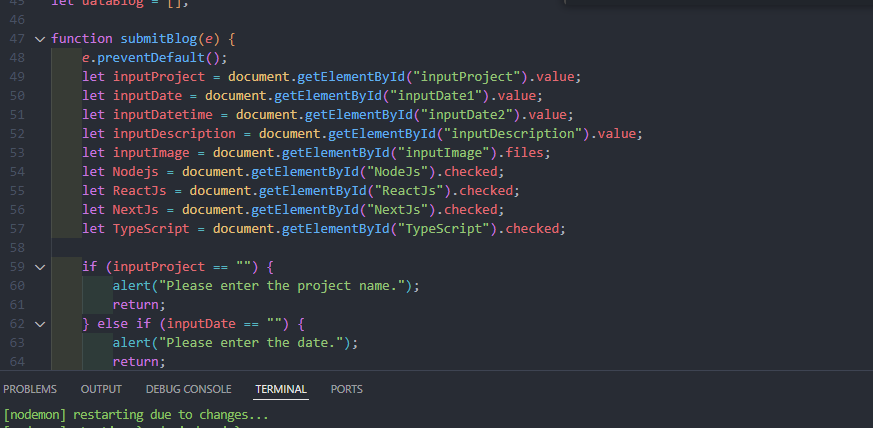 45 let dataBlog = [];
46
47 function submitBlog(e) {
48 e.preventDefault();
49 let inputProject = document.getElementById("inputProject").value;
50 let inputDate = document.getElementById("inputDate1").value;
51 let inputDatetime = document.getElementById("inputDate2").value;
52 let inputDescription = document.getElementById("inputDescription").value;
53 let inputImage = document.getElementById("inputImage").files;
54 let Nodejs = document.getElementById("NodeJs").checked;
55 let ReactJs = document.getElementById("ReactJs").checked;
56 let NextJs = document.getElementById("NextJs").checked;
57 let TypeScript = document.getElementById("TypeScript").checked;
58
59 if (inputProject == "") {
60 alert("Please enter the project name.");
61 return;
62 } else if (inputDate == "") {
63 alert("Please enter the date.");
64 return;
PROBLEMS OUTPUT DEBUG CONSOLE TERMINAL PORTS
[nodemon] restarting due to changes...